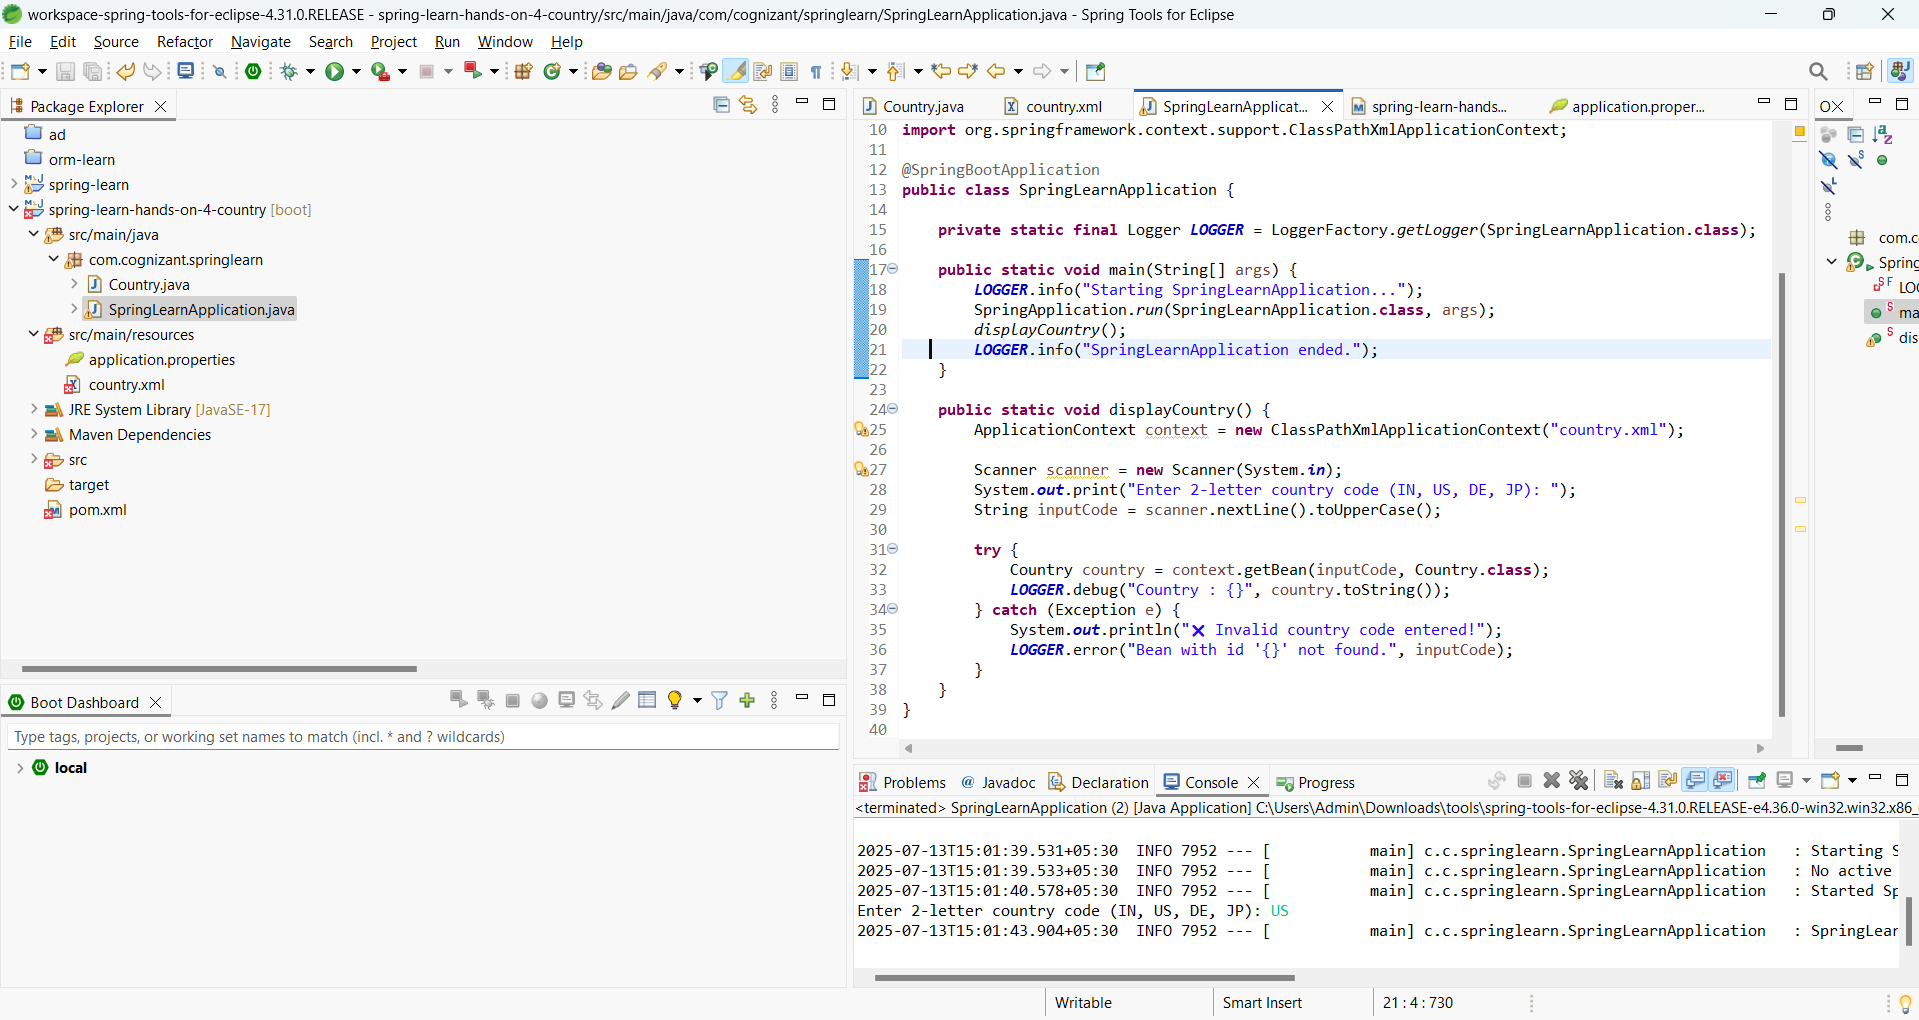 workspace-spring-tools-for-eclipse-4.31.0.RELEASE - spring-learn-hands-on-4-country/src/main/java/com/cognizant/springlearn/SpringLearnApplication.java - Spring Tools for Eclipse
File Edit Source Refactor Navigate Search Project Run Window Help
Package Explorer
ad
orm-learn
spring-learn
spring-learn-hands-on-4-country [boot]
src/main/java
com.cognizant.springlearn
Country.java
SpringLearnApplication.java
src/main/resources
application.properties
country.xml
JRE System Library [JavaSE-17]
Maven Dependencies
src
target
pom.xml
Boot Dashboard
Type tags, projects, or working set names to match (incl. * and ? wildcards)
local
Country.java country.xml SpringLearnApplicat... spring-learn-hands... application.proper...
10 import org.springframework.context.support.ClassPathXmlApplicationContext;
11
12 @SpringBootApplication
13 public class SpringLearnApplication {
14
15 private static final Logger LOGGER = LoggerFactory.getLogger(SpringLearnApplication.class);
16
17 public static void main(String[] args) {
18 LOGGER.info("Starting SpringLearnApplication...");
19 SpringApplication.run(SpringLearnApplication.class, args);
20 displayCountry();
21 LOGGER.info("SpringLearnApplication ended.");
22 }
23
24 public static void displayCountry() {
25 ApplicationContext context = new ClassPathXmlApplicationContext("country.xml");
26
27 Scanner scanner = new Scanner(System.in);
28 System.out.print("Enter 2-letter country code (IN, US, DE, JP): ");
29 String inputCode = scanner.nextLine().toUpperCase();
30
31 try {
32 Country country = context.getBean(inputCode, Country.class);
33 LOGGER.debug("Country : {}", country.toString());
34 } catch (Exception e) {
35 System.out.println("❌ Invalid country code entered!");
36 LOGGER.error("Bean with id '{}' not found.", inputCode);
37 }
38 }
39 }
40
com.c
Spring
LO
ma
dis
Problems @ Javadoc Declaration Console Progress
<terminated> SpringLearnApplication (2) [Java Application] C:\Users\Admin\Downloads\tools\spring-tools-for-eclipse-4.31.0.RELEASE-e4.36.0-win32.win32.x86_
2025-07-13T15:01:39.531+05:30 INFO 7952 --- [ main] c.c.springlearn.SpringLearnApplication : Starting S
2025-07-13T15:01:39.533+05:30 INFO 7952 --- [ main] c.c.springlearn.SpringLearnApplication : No active
2025-07-13T15:01:40.578+05:30 INFO 7952 --- [ main] c.c.springlearn.SpringLearnApplication : Started Sp
Enter 2-letter country code (IN, US, DE, JP): US
2025-07-13T15:01:43.904+05:30 INFO 7952 --- [ main] c.c.springlearn.SpringLearnApplication : SpringLear
Writable Smart Insert 21 : 4 : 730